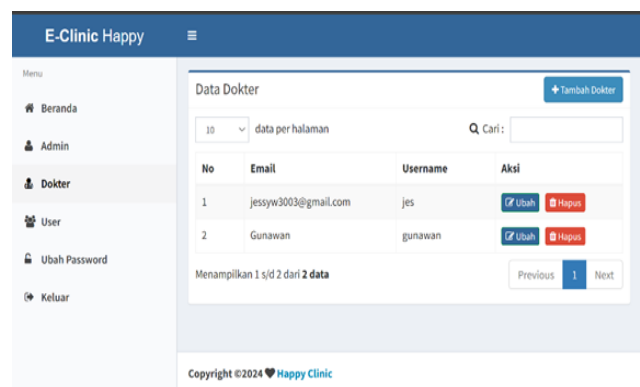 E-Clinic Happy
Menu
Beranda
Admin
Dokter
User
Ubah Password
Keluar
Data Dokter
+ Tambah Dokter
10 data per halaman
Cari :
No Email Username Aksi
1 jessyw3003@gmail.com jes Ubah Hapus
2 Gunawan gunawan Ubah Hapus
Menampilkan 1 s/d 2 dari 2 data
Previous 1 Next
Copyright ©2024 Happy Clinic